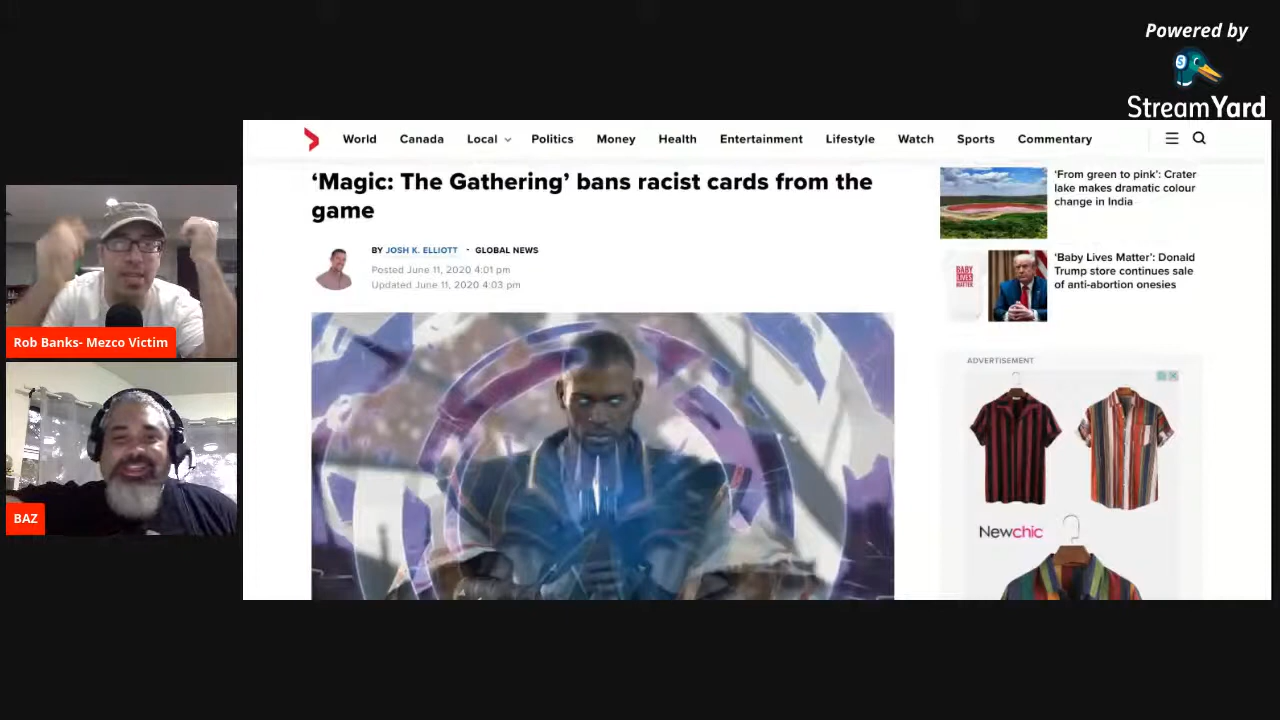 Powered by
StreamYard
World Canada Local Politics Money Health Entertainment Lifestyle Watch Sports Commentary
‘Magic: The Gathering’ bans racist cards from the
game
BY JOSH K. ELLIOTT - GLOBAL NEWS
Posted June 11, 2020 4:01 pm
Updated June 11, 2020 4:03 pm
‘From green to pink’: Crater
lake makes dramatic colour
change in India
BABY
LIVES
MATTER
‘Baby Lives Matter’: Donald
Trump store continues sale
of anti-abortion onesies
ADVERTISEMENT
Newchic
Rob Banks- Mezco Victim
BAZ